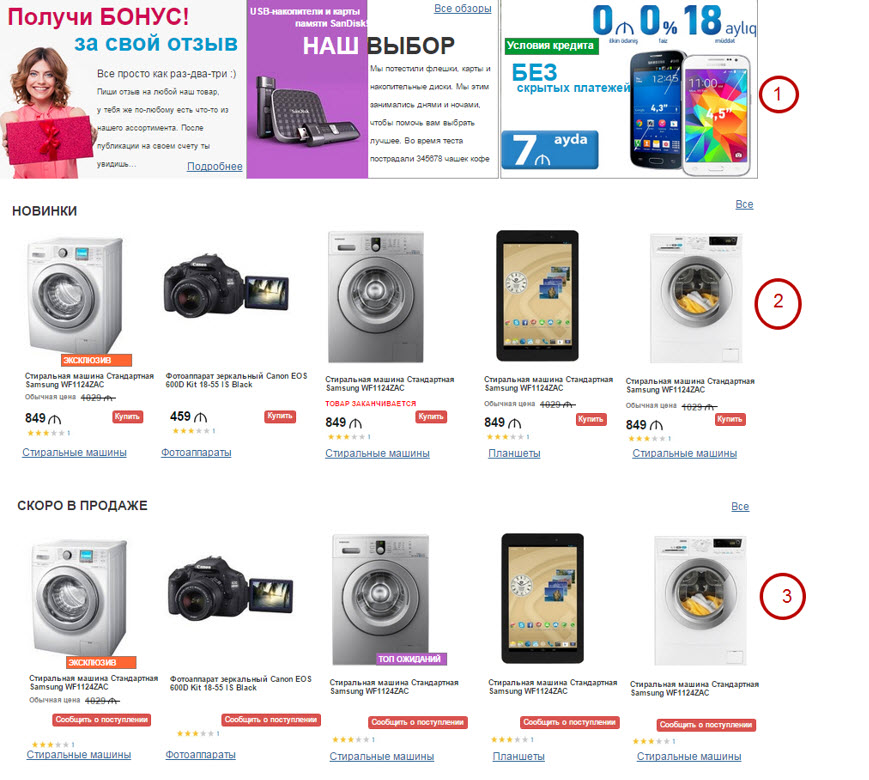 Получи БОНУС!
за свой отзыв
Все просто как раз-два-три :)
Пиши отзыв на любой наш товар,
у тебя же по-любому есть что-то из
нашего ассортимента. После
публикации на своем счету ты
увидишь...
Подробнее
USB-накопители и карты
памяти SanDisk!
Все обзоры
НАШ ВЫБОР
Мы потестили флешки, карты и
накопительные диски. Мы этим
занимались днями и ночами,
чтобы помочь вам выбрать
лучшее. Во время теста
пострадали 345678 чашек кофе
SanDisk
0 ₼ 0 % 18 aylıq
ilkin ödəniş faiz müddət
Условия кредита
БЕЗ
скрытых платежей
7 ₼ ayda
12:45
11:00
4,3"
4,5"
1
НОВИНКИ
Все
2
ЭКСКЛЮЗИВ
Стиральная машина Стандартная
Samsung WF1124ZAC
Обычная цена 1029 ₼
849 ₼
Купить
1
Стиральные машины
Фотоаппарат зеркальный Canon EOS
600D Kit 18-55 IS Black
459 ₼
Купить
1
Фотоаппараты
Стиральная машина Стандартная
Samsung WF1124ZAC
ТОВАР ЗАКАНЧИВАЕТСЯ
849 ₼
Купить
1
Стиральные машины
Стиральная машина Стандартная
Samsung WF1124ZAC
Обычная цена 1029 ₼
849 ₼
Купить
1
Планшеты
Стиральная машина Стандартная
Samsung WF1124ZAC
Обычная цена 1029 ₼
849 ₼
Купить
1
Стиральные машины
СКОРО В ПРОДАЖЕ
Все
3
ЭКСКЛЮЗИВ
Стиральная машина Стандартная
Samsung WF1124ZAC
Обычная цена 1029 ₼
Сообщить о поступлении
1
Стиральные машины
Фотоаппарат зеркальный Canon EOS
600D Kit 18-55 IS Black
Сообщить о поступлении
1
Фотоаппараты
ТОП ОЖИДАНИЙ
Стиральная машина Стандартная
Samsung WF1124ZAC
Сообщить о поступлении
1
Стиральные машины
Стиральная машина Стандартная
Samsung WF1124ZAC
Сообщить о поступлении
1
Планшеты
Стиральная машина Стандартная
Samsung WF1124ZAC
Сообщить о поступлении
1
Стиральные машины